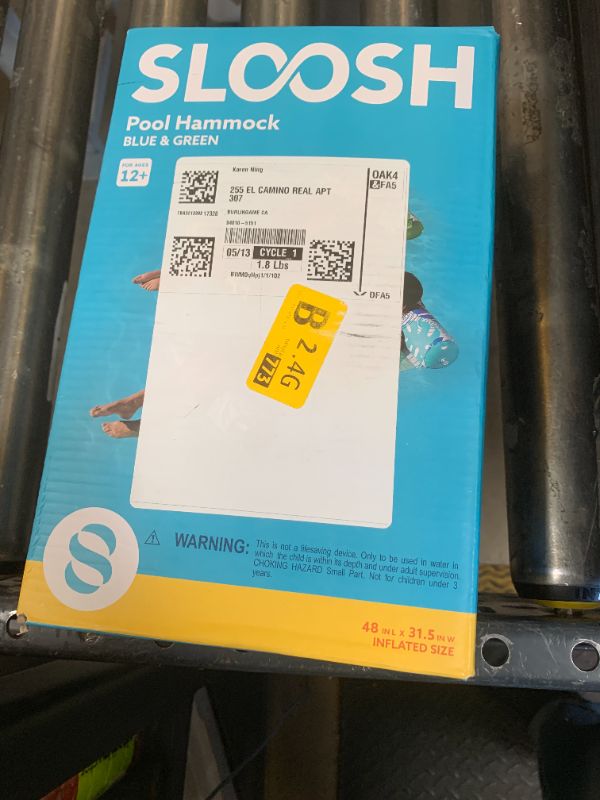 SLOOSH
Pool Hammock
BLUE & GREEN
FOR AGES
12+
Karen Ning
255 EL CAMINO REAL APT
307
BURLINGAME CA
OAK4
&FA5
05/13 CYCLE 1
1.8 Lbs
DFA5
B 2.4G
773
WARNING: This is not a lifesaving device. Only to be used in water in
which the child is within its depth and under adult supervision.
CHOKING HAZARD Small Part. Not for children under 3
years.
48 IN L X 31.5 IN W
INFLATED SIZE